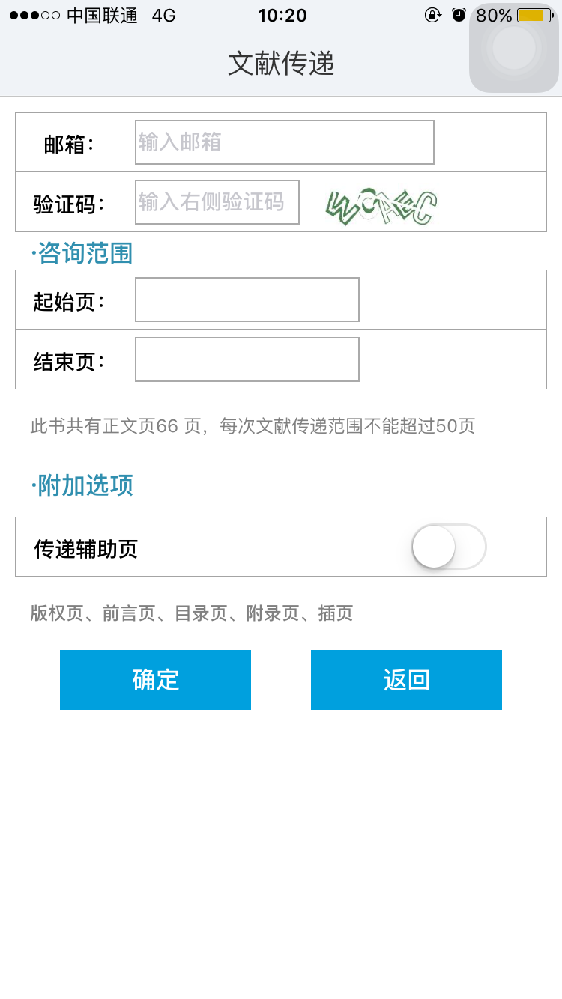 中国联通 4G 10:20 80%
文献传递
邮箱： 输入邮箱
验证码： 输入右侧验证码
·咨询范围
起始页：
结束页：
此书共有正文页66 页，每次文献传递范围不能超过50页
·附加选项
传递辅助页
版权页、前言页、目录页、附录页、插页
确定 返回